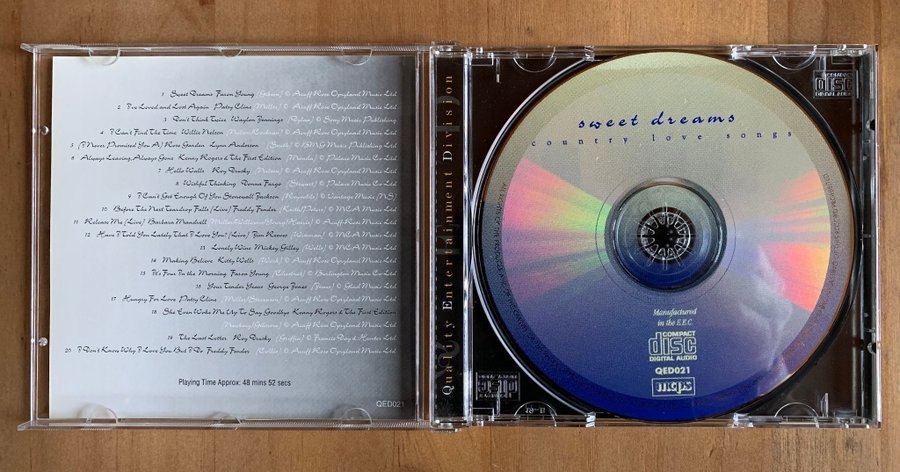 1 Sweet Dreams Faron Young (Gibson) © Acuff Rose Opryland Music Ltd
2 I've Loved and Lost Again Patsy Cline (Miller) © Acuff Rose Opryland Music Ltd
3 Don't Think Twice Waylon Jennings (Dylan) © Sony Music Publishing
4 I Can't Find The Time Willie Nelson © Acuff Rose Opryland Music Ltd
5 (I Never Promised You A) Rose Garden Lynn Anderson (South) © BMG Music Publishing Ltd
6 Always Leaving, Always Gone Kenny Rogers & The First Edition © Palace Music Co Ltd
7 Hello Walls Roy Drusky (Nelson) © Acuff Rose Opryland Music Ltd
8 Wishful Thinking Donna Fargo (Stewart) © Palace Music Co Ltd
9 I Can't Get Enough Of You Stonewall Jackson (Reynolds) © Vantage Music (NS)
10 Before The Next Teardrop Falls (Live) Freddy Fender © MCA Music Ltd
11 Release Me (Live) Barbara Mandrell © Acuff Rose Music Ltd
12 Have I Told You Lately That I Love You? (Live) Jim Reeves (Wiseman) © MCA Music Ltd
13 Lonely Wine Mickey Gilley (Wells) © MCA Music Ltd
14 Making Believe Kitty Wells (Work) © Acuff Rose Opryland Music Ltd
15 It's Four In the Morning Faron Young (Chestnut) © Burlington Music Co Ltd
16 Your Tender Years George Jones (Jones) © Island Music Ltd
17 Hungry For Love Patsy Cline (Miller/Stevenson) © Acuff Rose Opryland Music Ltd
18 She Even Woke Me Up To Say Goodbye Kenny Rogers & The First Edition
(Mickey/Gilmore) © Acuff Rose Opryland Music Ltd
19 The Last Letter Roy Drusky (Griffin) © Francis Day & Hunter Ltd
20 I Don't Know Why I Love You But I Do Freddy Fender © Acuff Rose Opryland Music Ltd
Playing Time Approx: 48 mins 52 secs
QED021
Quality Entertainment Division
sweet dreams
country love songs
Manufactured
in the E.E.C.
COMPACT
disc
DIGITAL AUDIO
QED021
mcps
COMPACT
disc
DIGITAL AUDIO